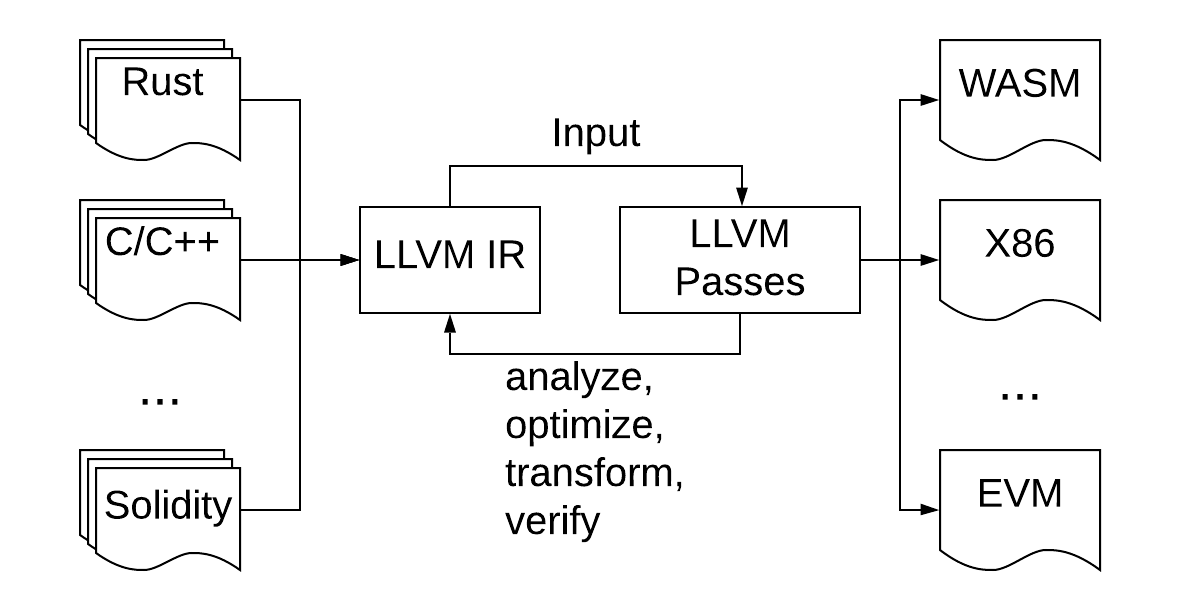 Rust
C/C++
...
Solidity
Input
LLVM IR
LLVM
Passes
analyze,
optimize,
transform,
verify
WASM
X86
...
EVM